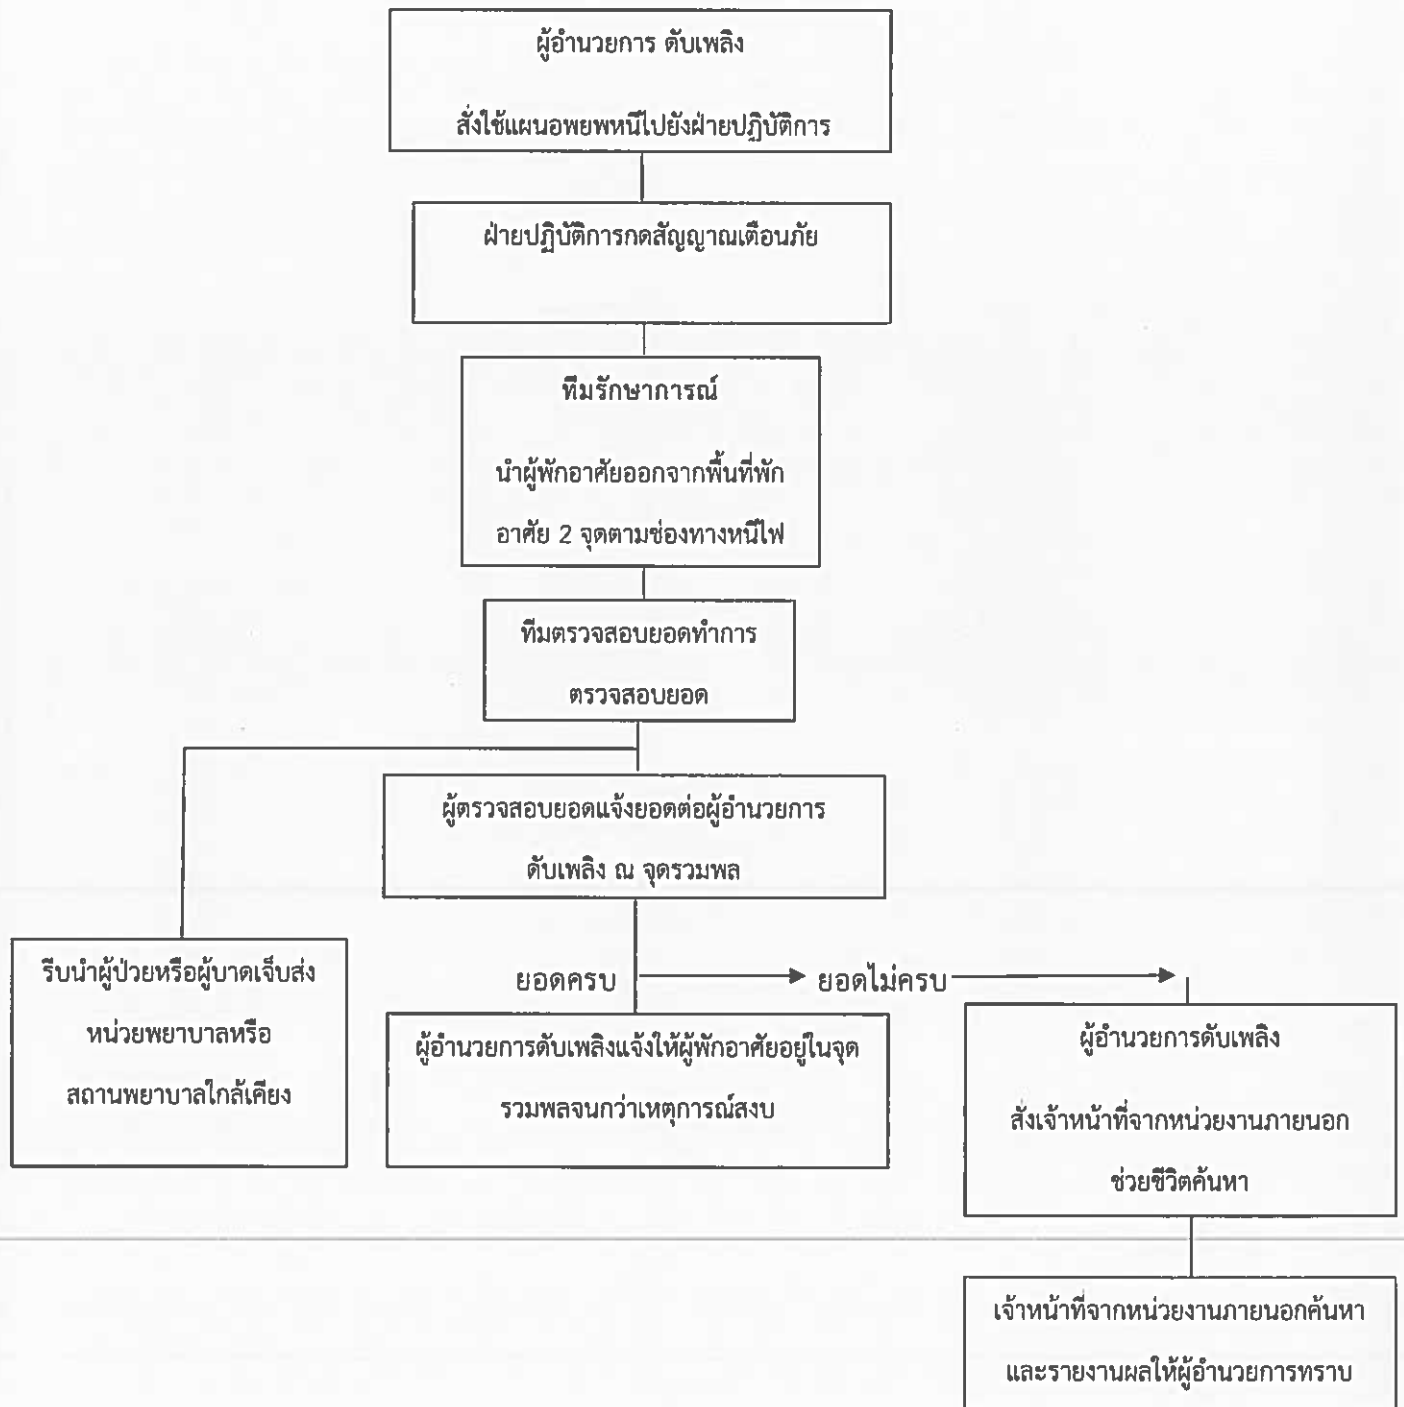 ผู้อำนวยการ ดับเพลิง
สั่งใช้แผนอพยพหนีไปยังฝ่ายปฏิบัติการ
ฝ่ายปฏิบัติการกดสัญญาณเตือนภัย
ทีมรักษาการณ์
นำผู้พักอาศัยออกจากพื้นที่พัก
อาศัย 2 จุดตามช่องทางหนีไฟ
ทีมตรวจสอบยอดทำการ
ตรวจสอบยอด
ผู้ตรวจสอบยอดแจ้งยอดต่อผู้อำนวยการ
ดับเพลิง ณ จุดรวมพล
รีบนำผู้ป่วยหรือผู้บาดเจ็บส่ง
หน่วยพยาบาลหรือ
สถานพยาบาลใกล้เคียง
ยอดครบ
ยอดไม่ครบ
ผู้อำนวยการดับเพลิงแจ้งให้ผู้พักอาศัยอยู่ในจุด
รวมพลจนกว่าเหตุการณ์สงบ
ผู้อำนวยการดับเพลิง
สั่งเจ้าหน้าที่จากหน่วยงานภายนอก
ช่วยชีวิตค้นหา
เจ้าหน้าที่จากหน่วยงานภายนอกค้นหา
และรายงานผลให้ผู้อำนวยการทราบ